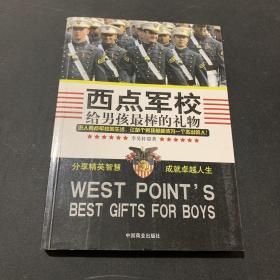 西点军校
给男孩最棒的礼物
分享精英智慧
成就卓越人生
WEST POINT'S
BEST GIFTS FOR BOYS
中国商业出版社